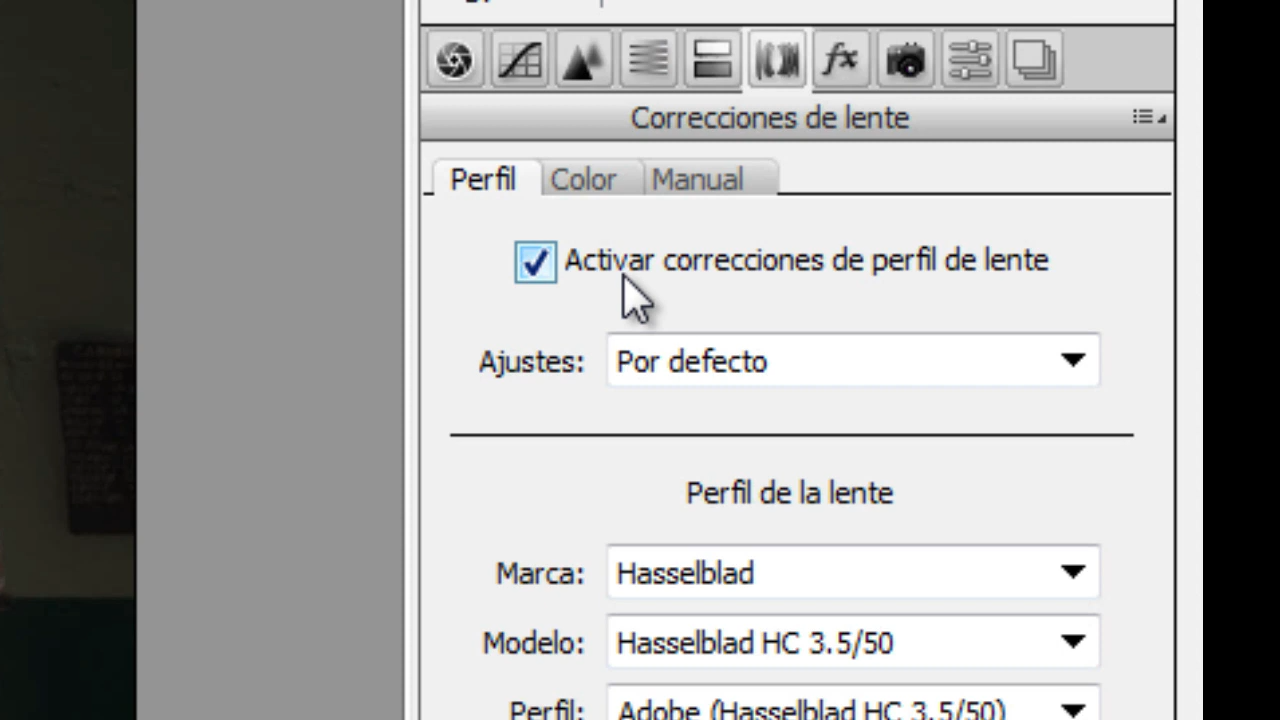 fx
Correcciones de lente
Perfil Color Manual
Activar correcciones de perfil de lente
Ajustes: Por defecto
Perfil de la lente
Marca: Hasselblad
Modelo: Hasselblad HC 3.5/50
Perfil: Adobe (Hasselblad HC 3.5/50)